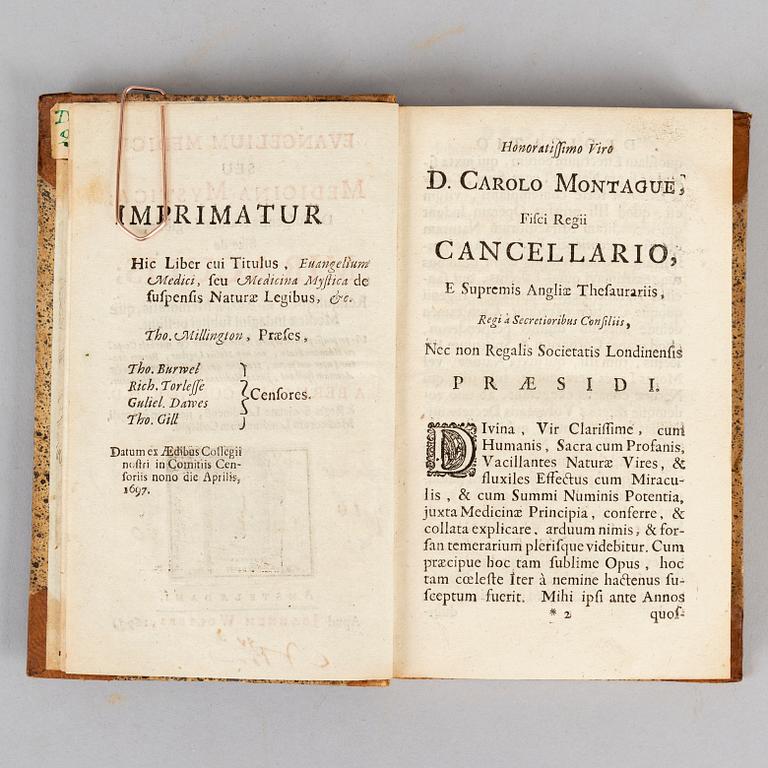 IMPRIMATUR
Hic Liber cui Titulus, Euangelium
Medici, seu Medicina Mystica de
suspensis Naturæ Legibus, &c.
Tho. Millington, Præses,
Tho. Burwel
Rich. Torlesse
Guliel. Dawes
Tho. Gill
Censores.
Datum ex Ædibus Collegii
nostri in Comitiis Cen-
soriis nono die Aprilis,
1697.
Honoratissimo Viro
D. CAROLO MONTAGUE,
Fisci Regii
CANCELLARIO,
E Supremis Angliæ Thesaurariis,
Regi à Secretioribus Consiliis,
Nec non Regalis Societatis Londinensis
PRÆSIDI.
DIvina, Vir Clarissime, cum
Humanis, Sacra cum Profanis,
Vacillantes Naturæ Vires, &
fluxiles Effectus cum Miracu-
lis, & cum Summi Numinis Potentia,
juxta Medicinæ Principia, conferre, &
collata explicare, arduum nimis, & for-
san temerarium plerisque videbitur. Cum
præcipue hoc tam sublime Opus, hoc
tam cœleste Iter à nemine hactenus su-
sceptum fuerit. Mihi ipsi ante Annos
* 2 quos-